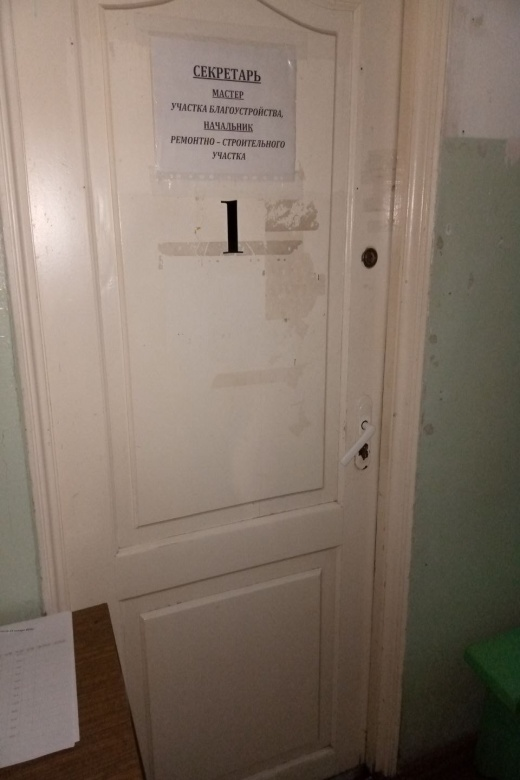 СЕКРЕТАРЬ
МАСТЕР
УЧАСТКА БЛАГОУСТРОЙСТВА,
НАЧАЛЬНИК
РЕМОНТНО – СТРОИТЕЛЬНОГО
УЧАСТКА
1